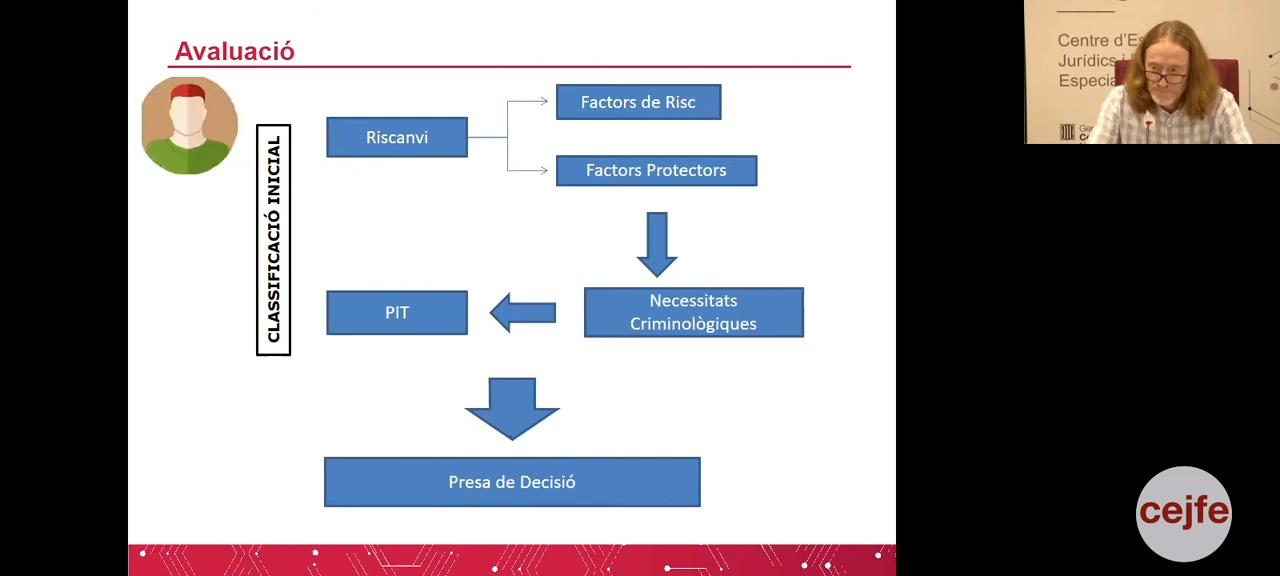 Avaluació
CLASSIFICACIÓ INICIAL
Riscanvi
Factors de Risc
Factors Protectors
Necessitats
Criminològiques
PIT
Presa de Decisió
Centre d'Es
Jurídics i
Especia
cejfe